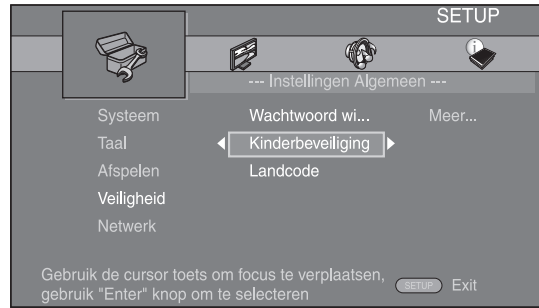 SETUP
--- Instellingen Algemeen ---
Systeem
Wachtwoord wi...
Meer...
Taal
Kinderbeveiliging
Afspelen
Landcode
Veiligheid
Netwerk
Gebruik de cursor toets om focus te verplaatsen,
gebruik "Enter" knop om te selecteren
SETUP Exit